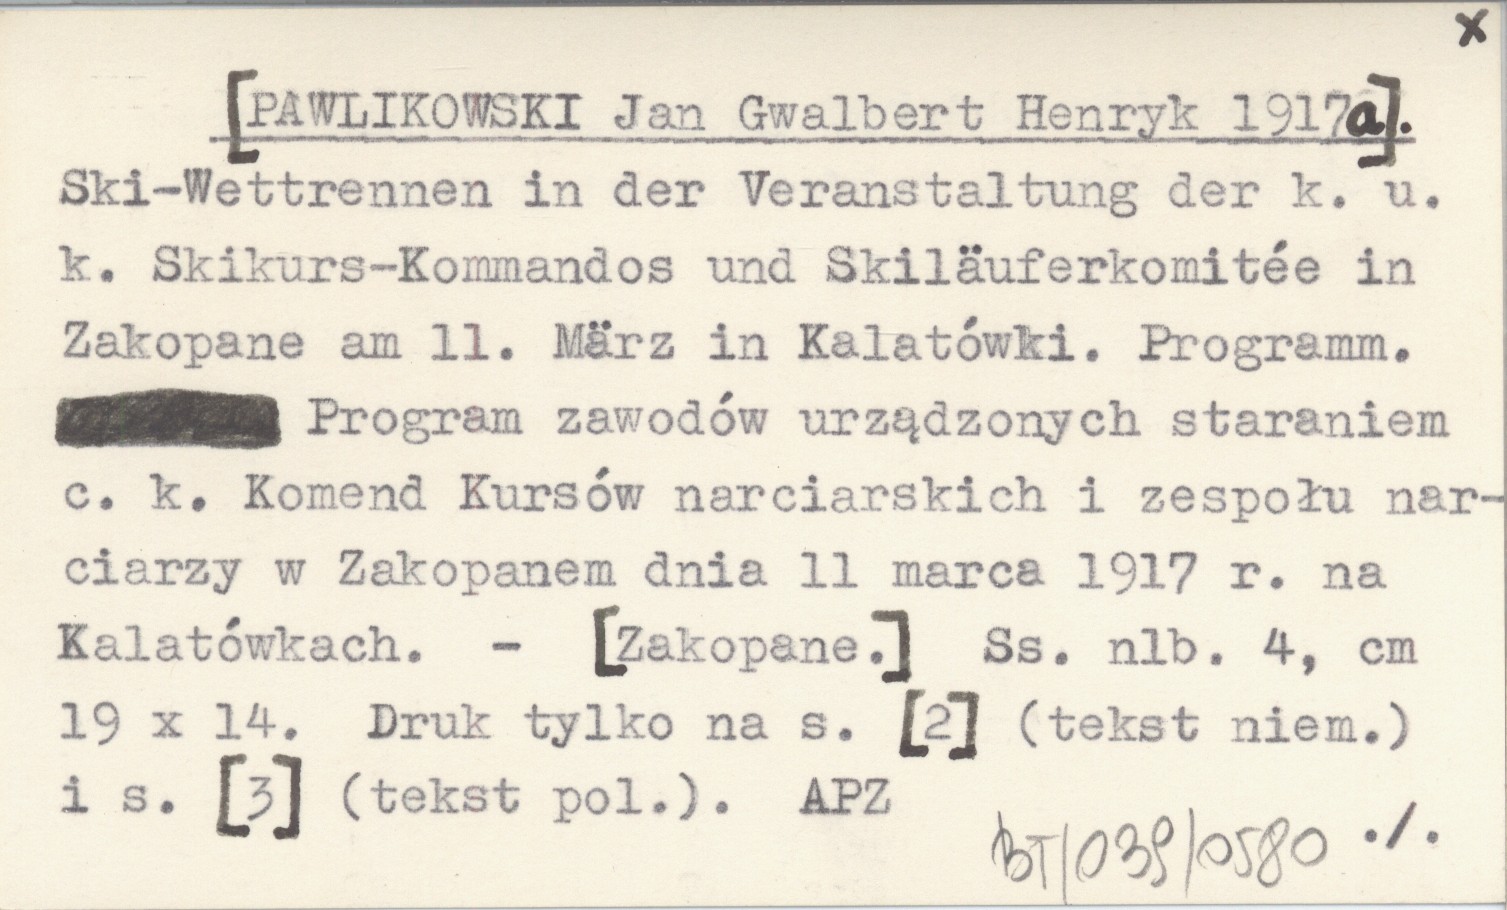 x
[PAWLIKOWSKI Jan Gwalbert Henryk 1917a].
Ski-Wettrennen in der Veranstaltung der k. u.
k. Skikurs-Kommandos und Skiläuferkomitée in
Zakopane am 11. März in Kalatówki. Programm.
Program zawodów urządzonych staraniem
c. k. Komend Kursów narciarskich i zespołu nar-
ciarzy w Zakopanem dnia 11 marca 1917 r. na
Kalatówkach. - [Zakopane.] Ss. nlb. 4, cm
19 x 14. Druk tylko na s. [2] (tekst niem.)
i s. [3] (tekst pol.). APZ
BT/039/0580 ./.